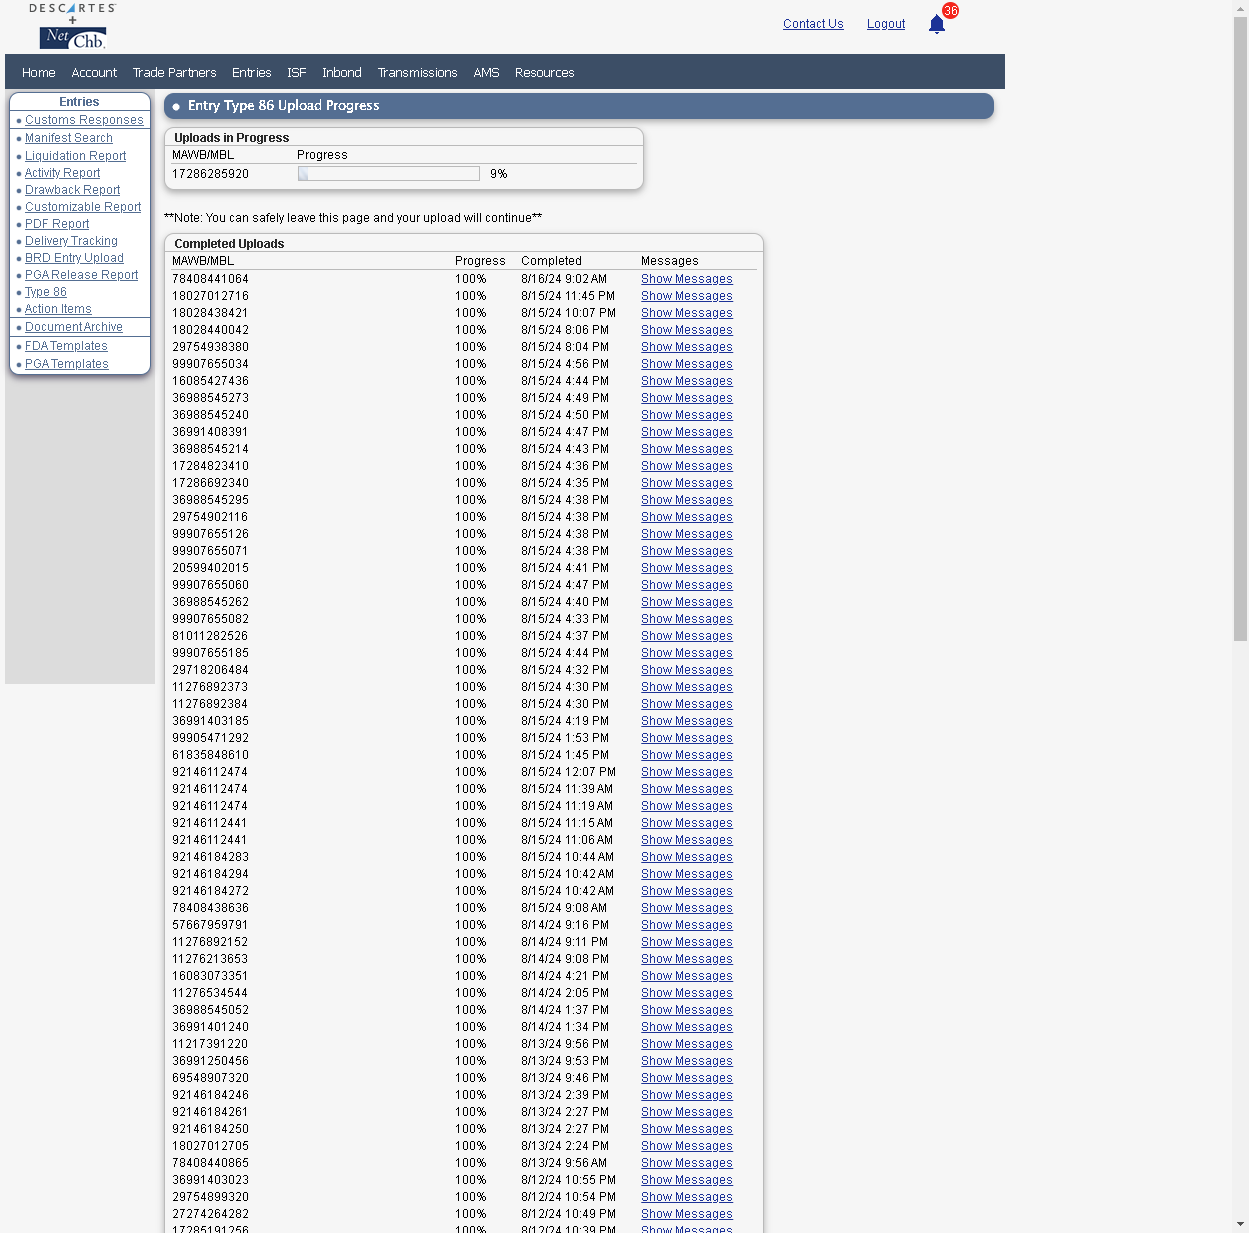 DESCARTES
+
Net Chb.
Contact Us Logout 36
Home Account Trade Partners Entries ISF Inbond Transmissions AMS Resources
Entries
Customs Responses
Manifest Search
Liquidation Report
Activity Report
Drawback Report
Customizable Report
PDF Report
Delivery Tracking
BRD Entry Upload
PGA Release Report
Type 86
Action Items
Document Archive
FDA Templates
PGA Templates
Entry Type 86 Upload Progress
Uploads in Progress
MAWB/MBL Progress
17286285920 9%
**Note: You can safely leave this page and your upload will continue**
Completed Uploads
MAWB/MBL Progress Completed Messages
78408441064 100% 8/16/24 9:02 AM Show Messages
18027012716 100% 8/15/24 11:45 PM Show Messages
18028438421 100% 8/15/24 10:07 PM Show Messages
18028440042 100% 8/15/24 8:06 PM Show Messages
29754938380 100% 8/15/24 8:04 PM Show Messages
99907655034 100% 8/15/24 4:56 PM Show Messages
16085427436 100% 8/15/24 4:44 PM Show Messages
36988545273 100% 8/15/24 4:49 PM Show Messages
36988545240 100% 8/15/24 4:50 PM Show Messages
36991408391 100% 8/15/24 4:47 PM Show Messages
36988545214 100% 8/15/24 4:43 PM Show Messages
17284823410 100% 8/15/24 4:36 PM Show Messages
17286692340 100% 8/15/24 4:35 PM Show Messages
36988545295 100% 8/15/24 4:38 PM Show Messages
29754902116 100% 8/15/24 4:38 PM Show Messages
99907655126 100% 8/15/24 4:38 PM Show Messages
99907655071 100% 8/15/24 4:38 PM Show Messages
20599402015 100% 8/15/24 4:41 PM Show Messages
99907655060 100% 8/15/24 4:47 PM Show Messages
36988545262 100% 8/15/24 4:40 PM Show Messages
99907655082 100% 8/15/24 4:33 PM Show Messages
81011282526 100% 8/15/24 4:37 PM Show Messages
99907655185 100% 8/15/24 4:44 PM Show Messages
29718206484 100% 8/15/24 4:32 PM Show Messages
11276892373 100% 8/15/24 4:30 PM Show Messages
11276892384 100% 8/15/24 4:30 PM Show Messages
36991403185 100% 8/15/24 4:19 PM Show Messages
99905471292 100% 8/15/24 1:53 PM Show Messages
61835848610 100% 8/15/24 1:45 PM Show Messages
92146112474 100% 8/15/24 12:07 PM Show Messages
92146112474 100% 8/15/24 11:39 AM Show Messages
92146112474 100% 8/15/24 11:19 AM Show Messages
92146112441 100% 8/15/24 11:15 AM Show Messages
92146112441 100% 8/15/24 11:06 AM Show Messages
92146184283 100% 8/15/24 10:44 AM Show Messages
92146184294 100% 8/15/24 10:42 AM Show Messages
92146184272 100% 8/15/24 10:42 AM Show Messages
78408438636 100% 8/15/24 9:08 AM Show Messages
57667959791 100% 8/14/24 9:16 PM Show Messages
11276892152 100% 8/14/24 9:11 PM Show Messages
11276213653 100% 8/14/24 9:08 PM Show Messages
16083073351 100% 8/14/24 4:21 PM Show Messages
11276534544 100% 8/14/24 2:05 PM Show Messages
36988545052 100% 8/14/24 1:37 PM Show Messages
36991401240 100% 8/14/24 1:34 PM Show Messages
11217391220 100% 8/13/24 9:56 PM Show Messages
36991250456 100% 8/13/24 9:53 PM Show Messages
69548907320 100% 8/13/24 9:46 PM Show Messages
92146184246 100% 8/13/24 2:39 PM Show Messages
92146184261 100% 8/13/24 2:27 PM Show Messages
92146184250 100% 8/13/24 2:27 PM Show Messages
18027012705 100% 8/13/24 2:24 PM Show Messages
78408440865 100% 8/13/24 9:56 AM Show Messages
36991403023 100% 8/12/24 10:55 PM Show Messages
29754899320 100% 8/12/24 10:54 PM Show Messages
27274264282 100% 8/12/24 10:49 PM Show Messages
17285191256 100% 8/12/24 10:39 PM Show Messages